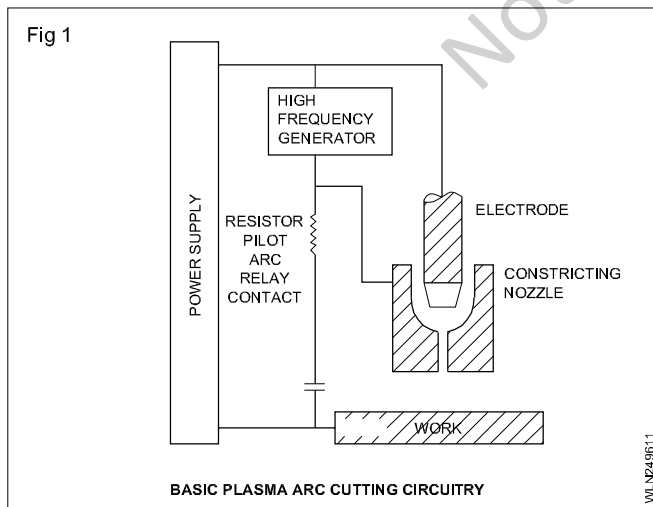 Fig 1
HIGH
FREQUENCY
GENERATOR
POWER SUPPLY
RESISTOR
PILOT
ARC
RELAY
CONTACT
ELECTRODE
CONSTRICTING
NOZZLE
WORK
BASIC PLASMA ARC CUTTING CIRCUITRY
WLN249611